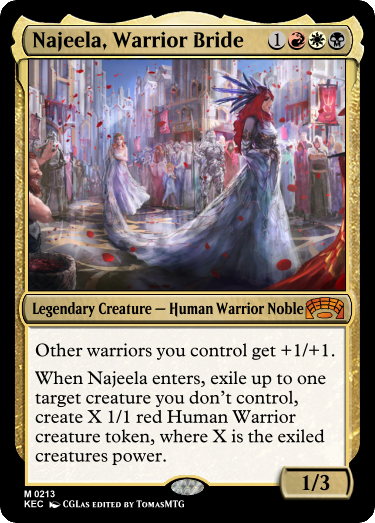 Najeela, Warrior Bride 1
Legendary Creature — Human Warrior Noble
Other warriors you control get +1/+1.
When Najeela enters, exile up to one
target creature you don't control,
create X 1/1 red Human Warrior
creature token, where X is the exiled
creatures power.
1/3
M 0213
KEC CGLas edited by TomasMTG